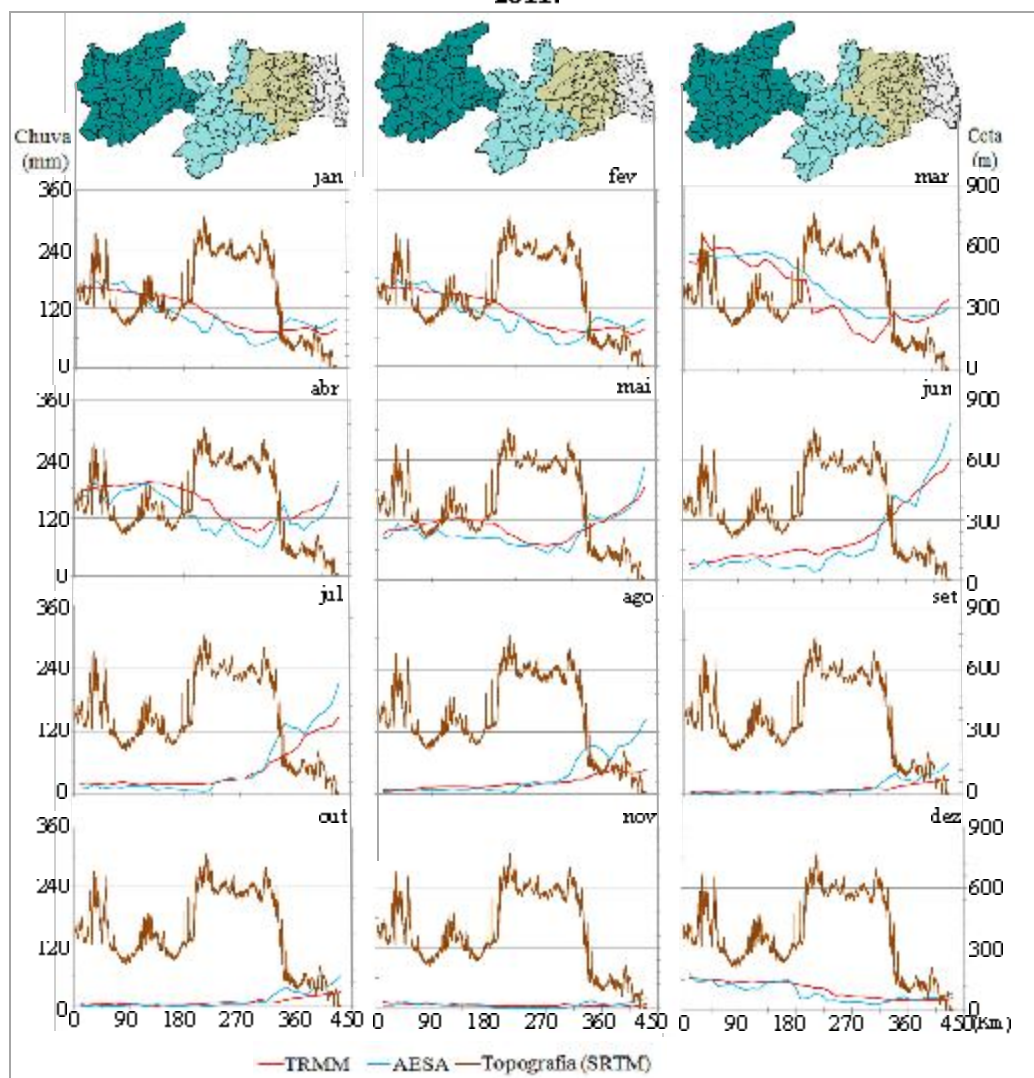 2011.
Chuva (mm)
Cota (m)
jan fev mar
360 900
240 600
120 300
0 0
abr mai jun
360 900
240 600
120 300
0 0
jul ago set
360 900
240 600
120 300
0 0
out nov dez
360 900
240 600
120 300
0 0
0 90 180 270 360 450 0 90 180 270 360 450 0 90 180 270 360 450 (Km)
TRMM AESA Topografia (SRTM)